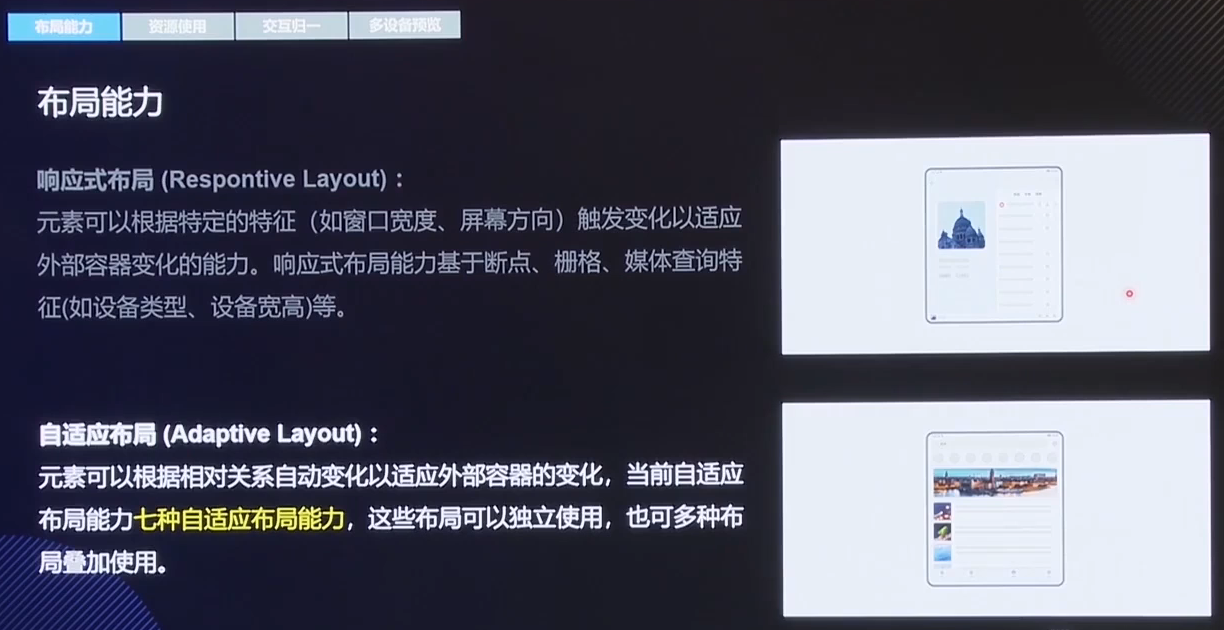 布局能力
资源使用
交互归一
多设备预览
布局能力
响应式布局 (Respontive Layout)：
元素可以根据特定的特征（如窗口宽度、屏幕方向）触发变化以适应
外部容器变化的能力。响应式布局能力基于断点、栅格、媒体查询特
征(如设备类型、设备宽高)等。
自适应布局 (Adaptive Layout)：
元素可以根据相对关系自动变化以适应外部容器的变化，当前自适应
布局能力七种自适应布局能力，这些布局可以独立使用，也可多种布
局叠加使用。